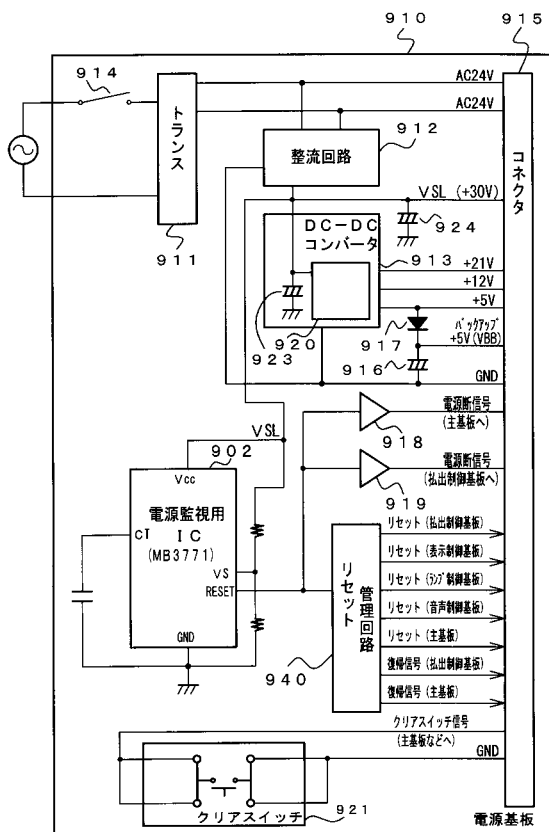 910
915
914
AC24V
AC24V
トランス
911
整流回路
912
コネクタ
VSL (+30V)
924
DC-DC
コンバータ
913
+21V
+12V
+5V
917
920
923
バックアップ
+5V(VBB)
916
GND
電源断信号
(主基板へ)
918
電源断信号
(払出制御基板へ)
919
VSL
902
Vcc
電源監視用
IC
(MB3771)
CT
VS
RESET
GND
リセット
管理回路
940
リセット(払出制御基板)
リセット(表示制御基板)
リセット(ランプ制御基板)
リセット(音声制御基板)
リセット(主基板)
復帰信号(払出制御基板)
復帰信号(主基板)
クリアスイッチ信号
(主基板などへ)
GND
クリアスイッチ
921
電源基板